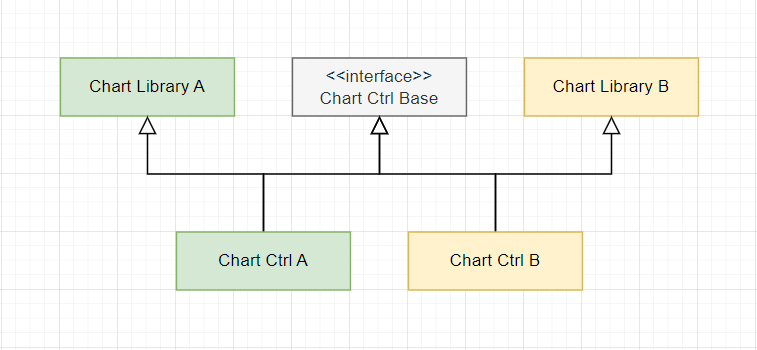 Chart Library A
<<interface>>
Chart Ctrl Base
Chart Library B
Chart Ctrl A
Chart Ctrl B